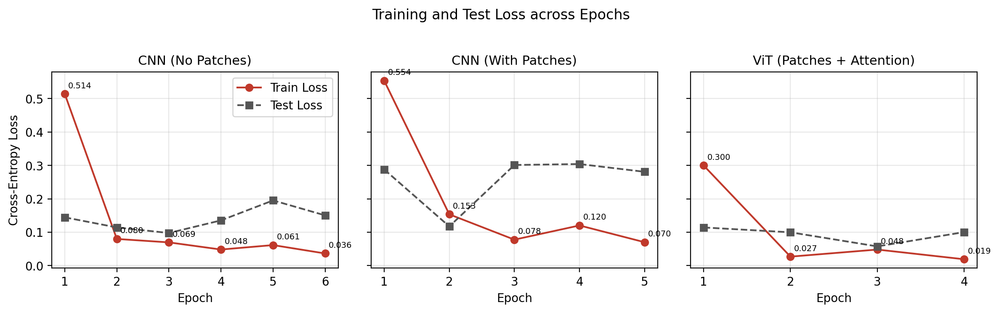 Training and Test Loss across Epochs
CNN (No Patches)
Cross-Entropy Loss
0.5
0.4
0.3
0.2
0.1
0.0
0.514
0.080
0.069
0.048
0.061
0.036
Train Loss
Test Loss
1 2 3 4 5 6
Epoch
CNN (With Patches)
0.554
0.153
0.078
0.120
0.070
1 2 3 4 5
Epoch
ViT (Patches + Attention)
0.300
0.027
0.048
0.019
1 2 3 4
Epoch